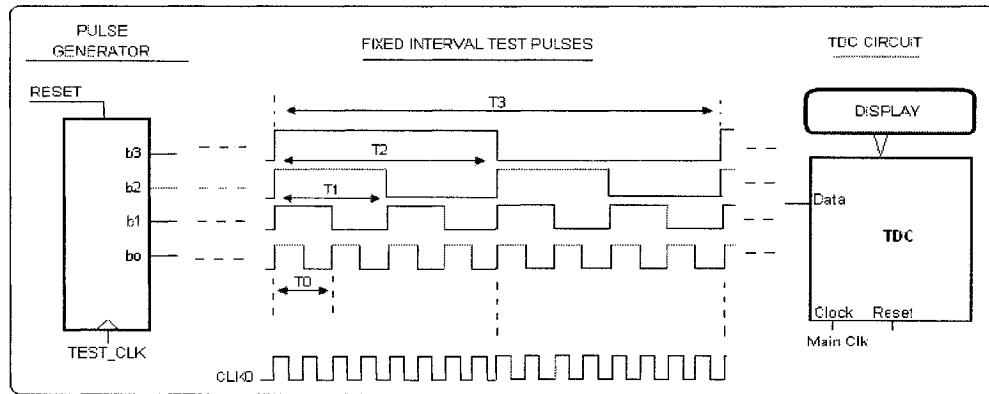 PULSE
GENERATOR
FIXED INTERVAL TEST PULSES
TDC CIRCUIT
RESET
T3
DISPLAY
b3
T2
b2
T1
Data
b1
TDC
bo
T0
Clock
Reset
TEST_CLK
Main Clk
CLK0